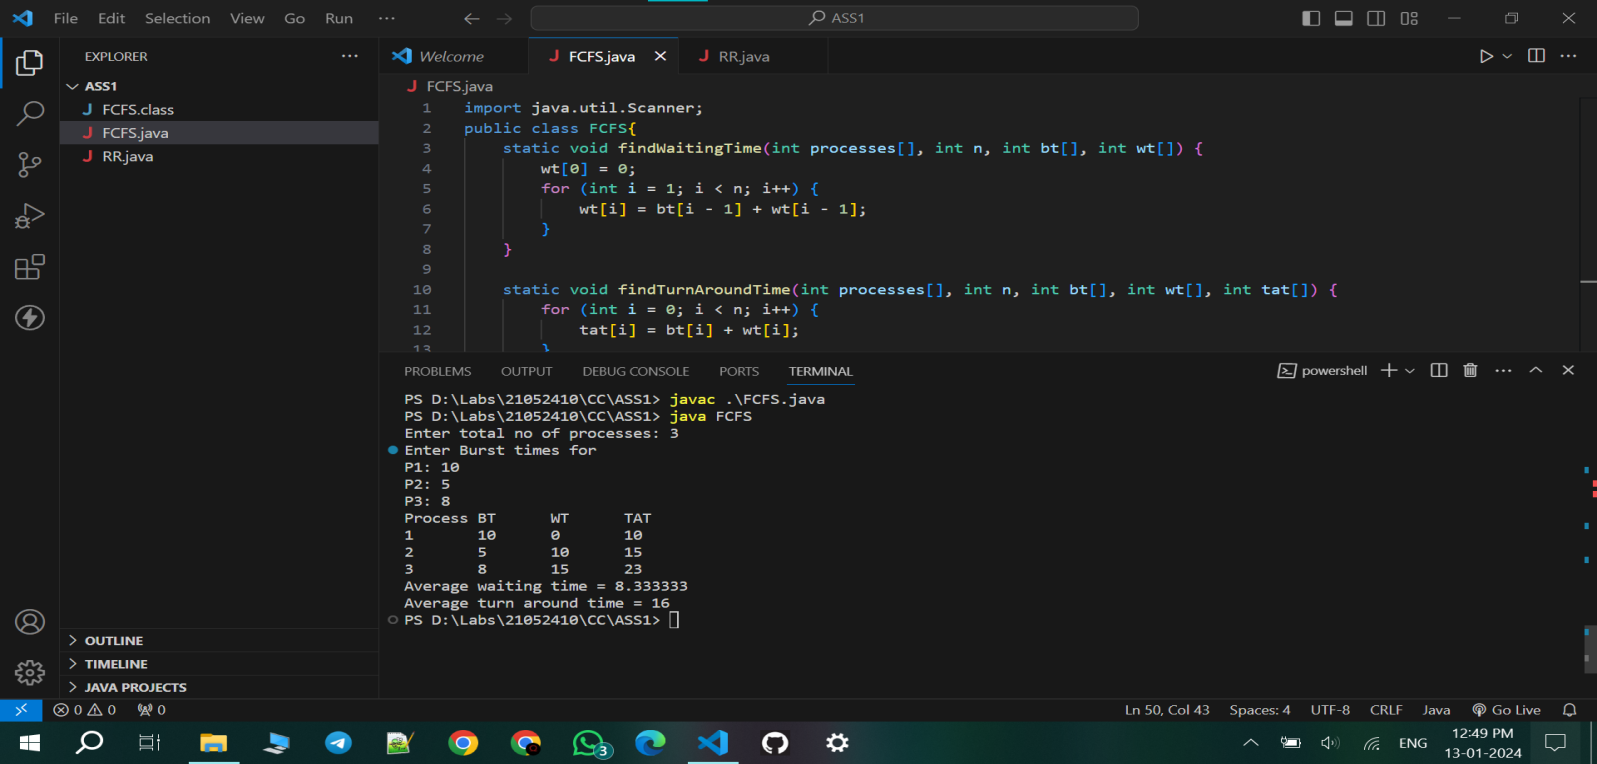 File Edit Selection View Go Run ··· ASS1
EXPLORER ···
ASS1
J FCFS.class
J FCFS.java
J RR.java
OUTLINE
TIMELINE
JAVA PROJECTS
Welcome J FCFS.java J RR.java
J FCFS.java
1 import java.util.Scanner;
2 public class FCFS{
3 static void findWaitingTime(int processes[], int n, int bt[], int wt[]) {
4 wt[0] = 0;
5 for (int i = 1; i < n; i++) {
6 wt[i] = bt[i - 1] + wt[i - 1];
7 }
8 }
9
10 static void findTurnAroundTime(int processes[], int n, int bt[], int wt[], int tat[]) {
11 for (int i = 0; i < n; i++) {
12 tat[i] = bt[i] + wt[i];
13 }
PROBLEMS OUTPUT DEBUG CONSOLE PORTS TERMINAL powershell
PS D:\Labs\21052410\CC\ASS1> javac .\FCFS.java
PS D:\Labs\21052410\CC\ASS1> java FCFS
Enter total no of processes: 3
Enter Burst times for
P1: 10
P2: 5
P3: 8
Process BT WT TAT
1 10 0 10
2 5 10 15
3 8 15 23
Average waiting time = 8.333333
Average turn around time = 16
PS D:\Labs\21052410\CC\ASS1>
0 0 0 Ln 50, Col 43 Spaces: 4 UTF-8 CRLF Java Go Live
3 ENG 12:49 PM
13-01-2024